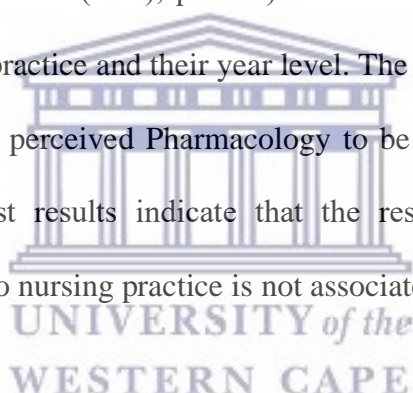 practice and their year level. The
perceived Pharmacology to be
st results indicate that the res
o nursing practice is not associate
UNIVERSITY of the
WESTERN CAPE